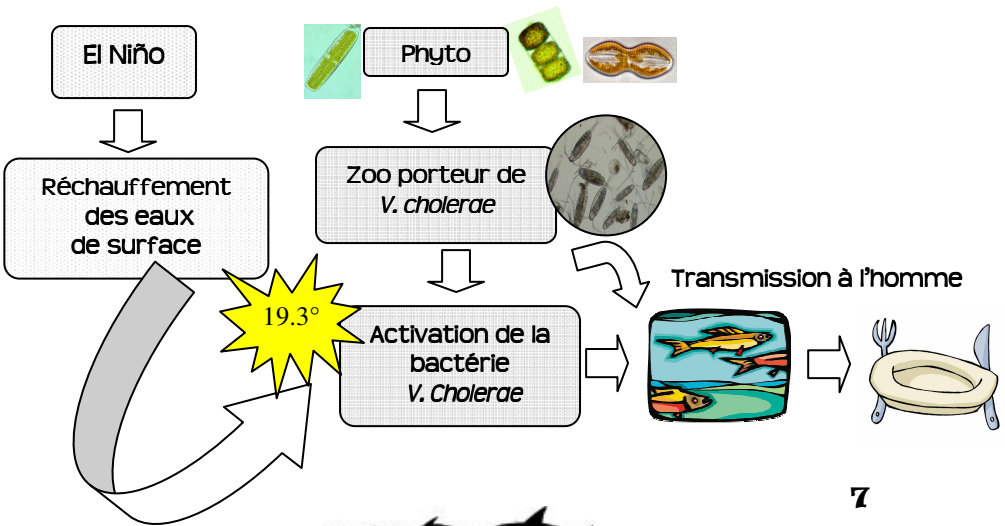 El Niño
Phyto
Réchauffement
des eaux
de surface
Zoo porteur de
V. cholerae
19.3°
Activation de la
bactérie
V. Cholerae
Transmission à l'homme
7